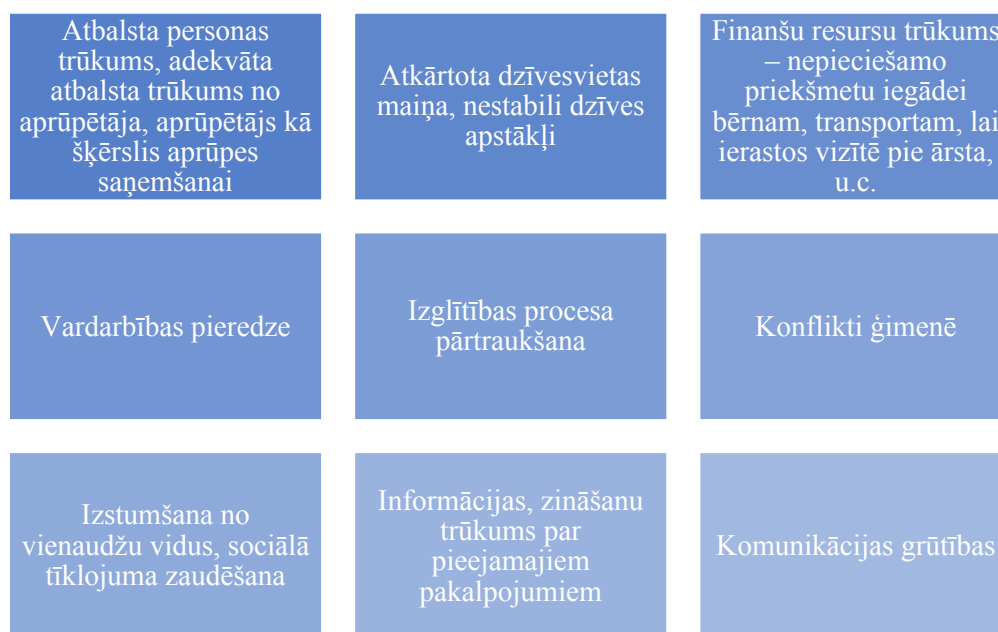 Atbalsta personas
trūkums, adekvāta
atbalsta trūkums no
aprūpētāja, aprūpētājs kā
šķērslis aprūpes
saņemšanai
Atkārtota dzīvesvietas
maiņa, nestabili dzīves
apstākļi
Finanšu resursu trūkums
– nepieciešamo
priekšmetu iegādei
bērnam, transportam, lai
ierastos vizītē pie ārsta,
u.c.
Vardarbības pieredze
Izglītības procesa
pārtraukšana
Konflikti ģimenē
Izstumšana no
vienaudžu vidus, sociālā
tīklojuma zaudēšana
Informācijas, zināšanu
trūkums par
pieejamajiem
pakalpojumiem
Komunikācijas grūtības